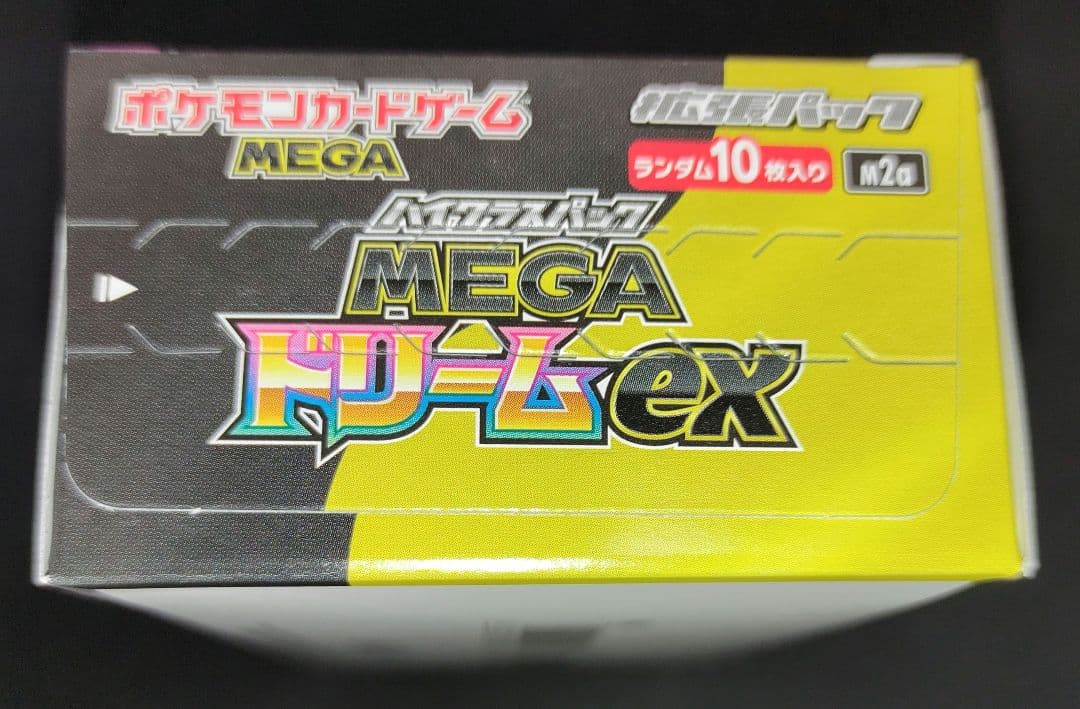 ポケモンカードゲーム
MEGA
拡張パック
ランダム10枚入り
M2a
ハイクラスパック
MEGA
ドリームex